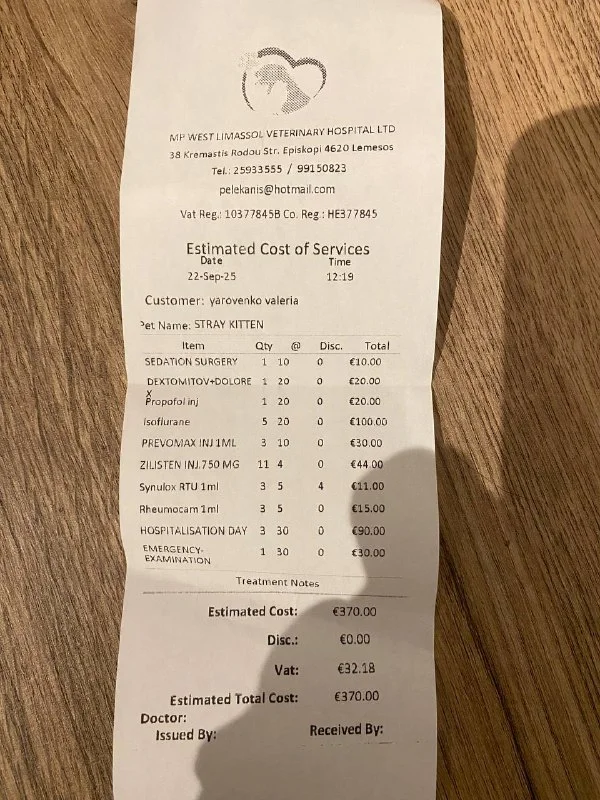 MP WEST LIMASSOL VETERINARY HOSPITAL LTD
38 Kremastis Rodou Str. Episkopi 4620 Lemesos
Tel.: 25933555 / 99150823
pelekanis@hotmail.com
Vat Reg.: 10377845B Co. Reg.: HE377845
Estimated Cost of Services
Date Time
22-Sep-25 12:19
Customer: yarovenko valeria
Pet Name: STRAY KITTEN
Item Qty @ Disc. Total
SEDATION SURGERY 1 10 0 €10.00
DEXTOMITOV+DOLORE 1 20 0 €20.00
X
Propofol inj 1 20 0 €20.00
Isoflurane 5 20 0 €100.00
PREVOMAX INJ 1ML 3 10 0 €30.00
ZILISTEN INJ.750 MG 11 4 0 €44.00
Synulox RTU 1ml 3 5 4 €11.00
Rheumocam 1ml 3 5 0 €15.00
HOSPITALISATION DAY 3 30 0 €90.00
EMERGENCY- 1 30 0 €30.00
EXAMINATION
Treatment Notes
Estimated Cost: €370.00
Disc.: €0.00
Vat: €32.18
Estimated Total Cost: €370.00
Doctor:
Issued By: Received By: